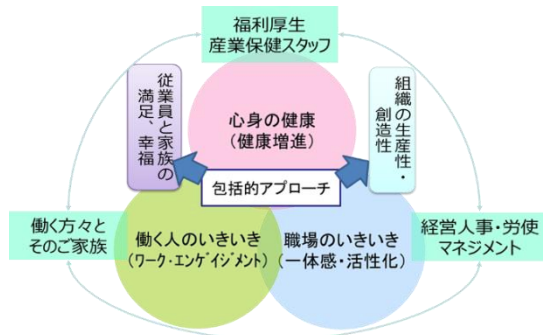 福利厚生
産業保健スタッフ
従業員と家族の
満足、幸福
組織の生産性・
創造性
心身の健康
(健康増進)
包括的アプローチ
働く方々と
そのご家族
働く人のいきいき
(ワーク・エンゲイジメント)
職場のいきいき
(一体感・活性化)
経営人事・労使
マネジメント